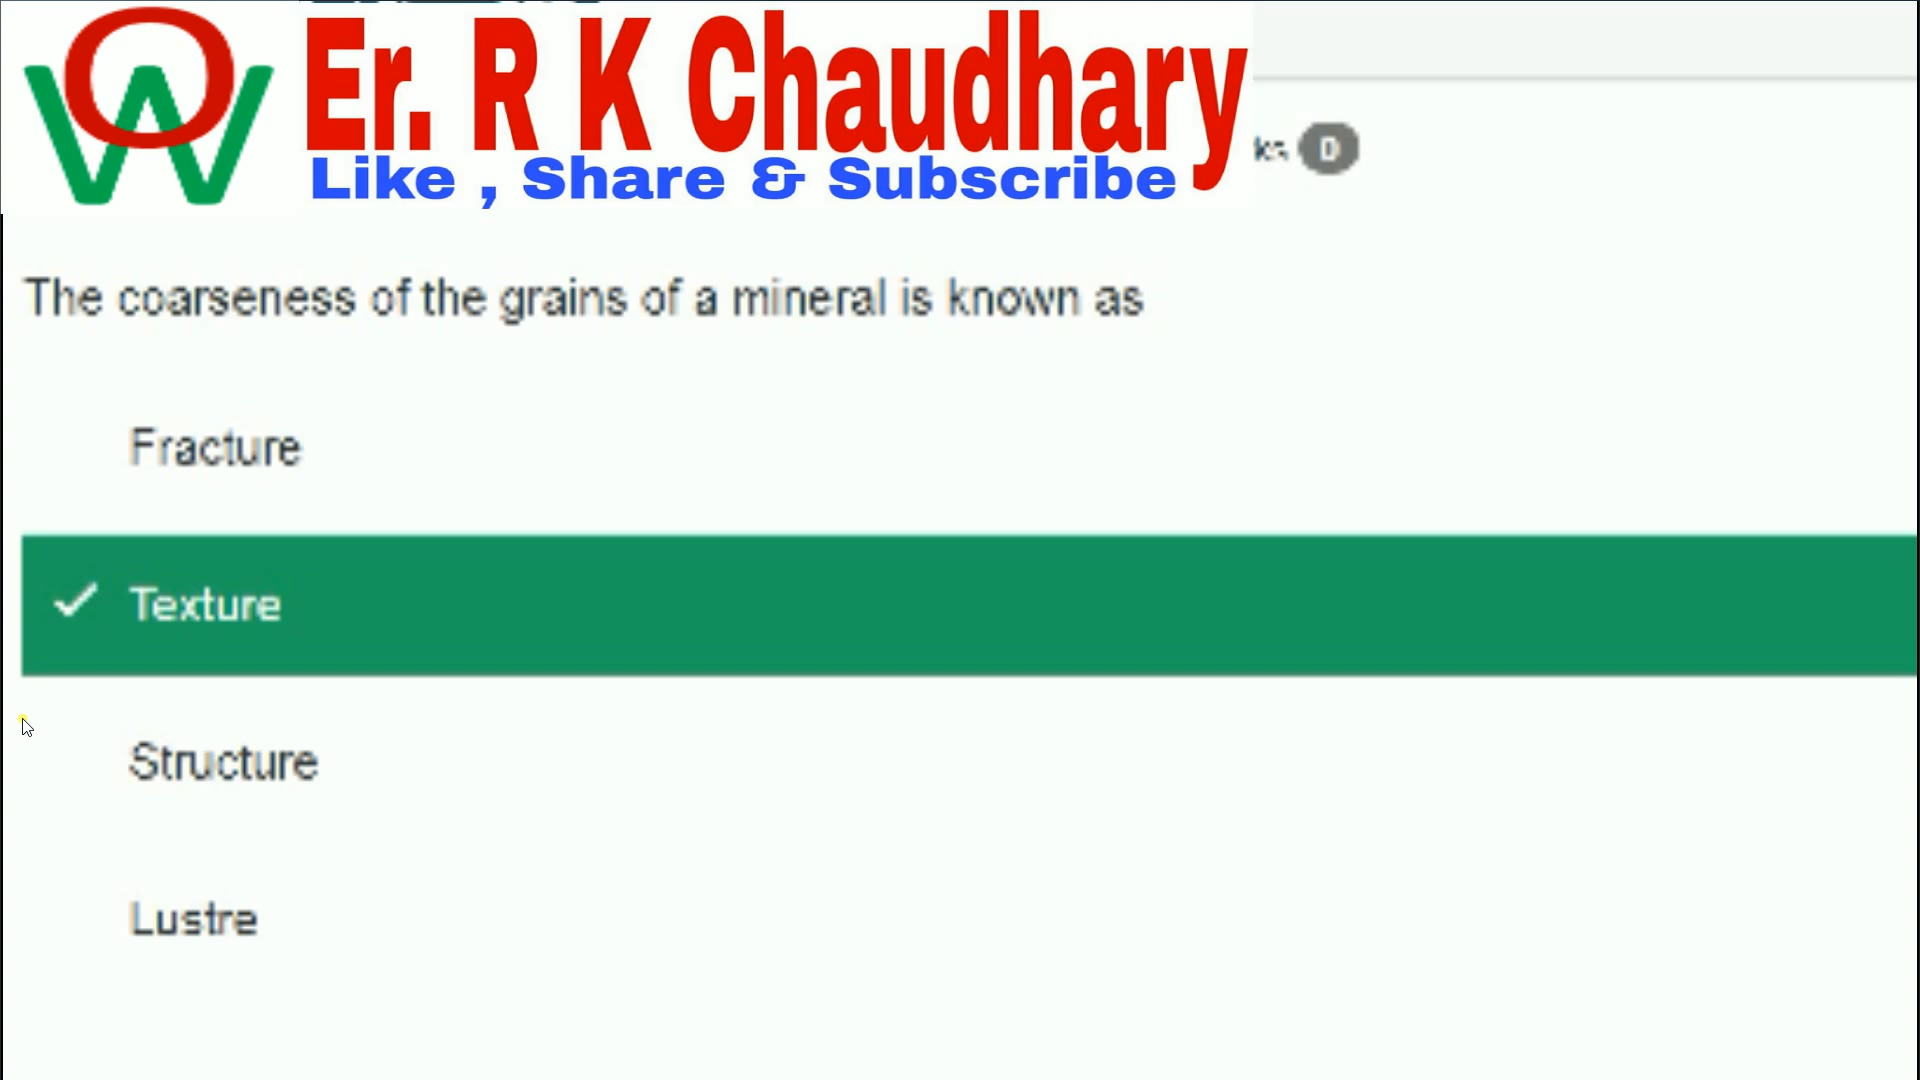 Er. R K Chaudhary
Like , Share & Subscribe
ks D
The coarseness of the grains of a mineral is known as
Fracture
✓ Texture
Structure
Lustre